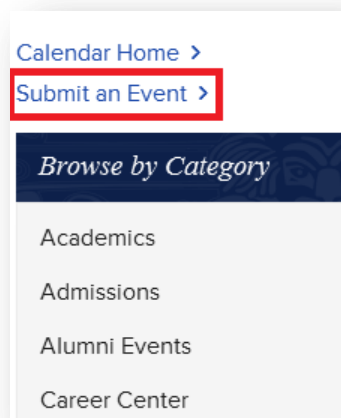 Calendar Home >
Submit an Event >
Browse by Category
Academics
Admissions
Alumni Events
Career Center